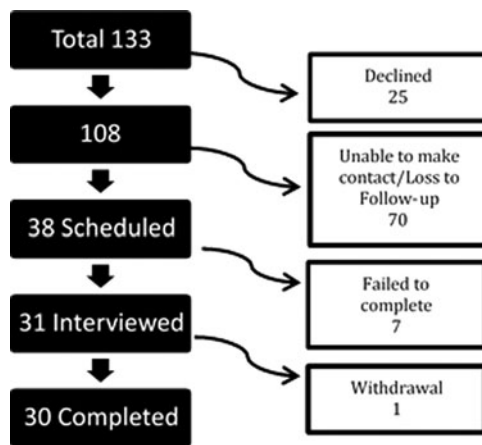 Total 133
Declined
25
108
Unable to make
contact/Loss to
Follow-up
70
38 Scheduled
Failed to
complete
7
31 Interviewed
Withdrawal
1
30 Completed